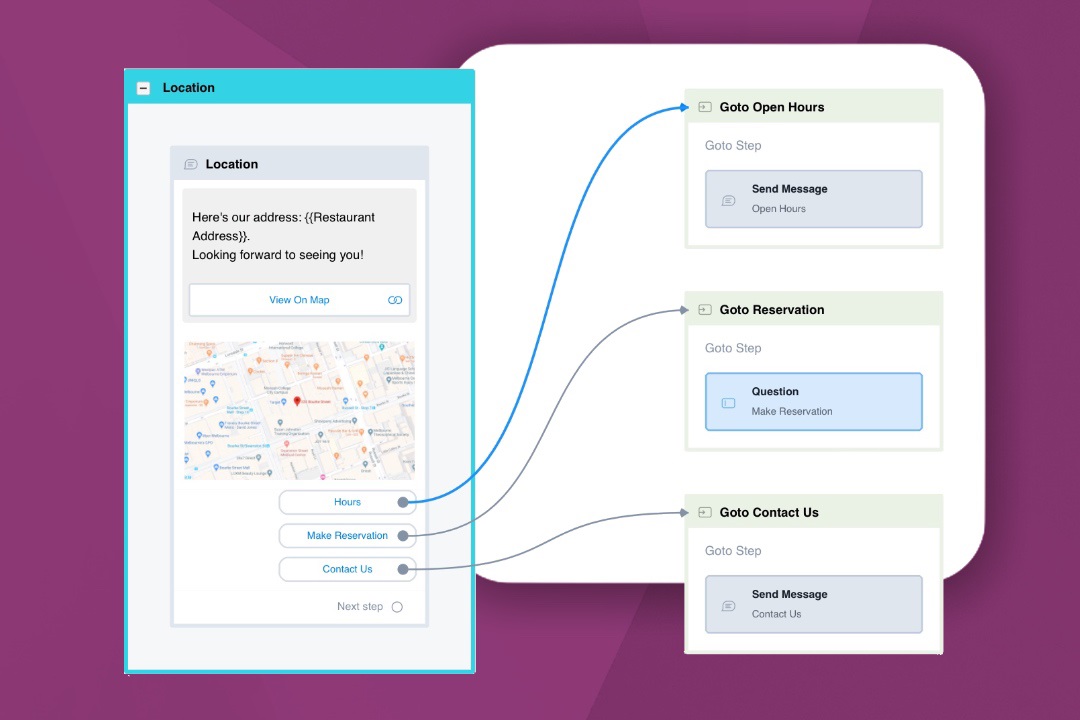 Location
Location
Here's our address: {{Restaurant
Address}}.
Looking forward to seeing you!
View On Map
Hours
Make Reservation
Contact Us
Next step
Goto Open Hours
Goto Step
Send Message
Open Hours
Goto Reservation
Goto Step
Question
Make Reservation
Goto Contact Us
Goto Step
Send Message
Contact Us